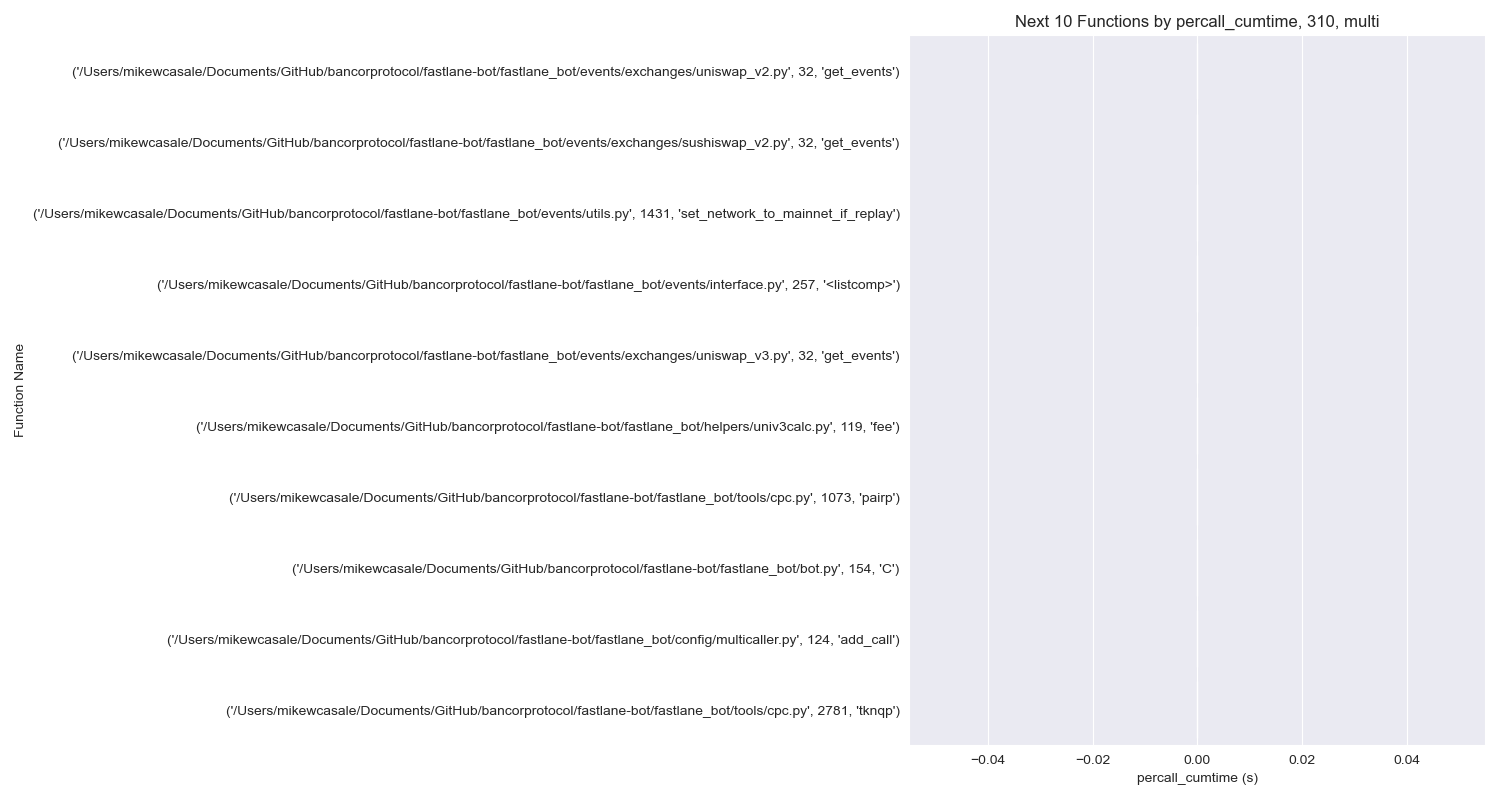 Next 10 Functions by percall_cumtime, 310, multi
('/Users/mikewcasale/Documents/GitHub/bancorprotocol/fastlane-bot/fastlane_bot/events/exchanges/uniswap_v2.py', 32, 'get_events')
('/Users/mikewcasale/Documents/GitHub/bancorprotocol/fastlane-bot/fastlane_bot/events/exchanges/sushiswap_v2.py', 32, 'get_events')
('/Users/mikewcasale/Documents/GitHub/bancorprotocol/fastlane-bot/fastlane_bot/events/utils.py', 1431, 'set_network_to_mainnet_if_replay')
('/Users/mikewcasale/Documents/GitHub/bancorprotocol/fastlane-bot/fastlane_bot/events/interface.py', 257, '<listcomp>')
('/Users/mikewcasale/Documents/GitHub/bancorprotocol/fastlane-bot/fastlane_bot/events/exchanges/uniswap_v3.py', 32, 'get_events')
('/Users/mikewcasale/Documents/GitHub/bancorprotocol/fastlane-bot/fastlane_bot/helpers/univ3calc.py', 119, 'fee')
('/Users/mikewcasale/Documents/GitHub/bancorprotocol/fastlane-bot/fastlane_bot/tools/cpc.py', 1073, 'pairp')
('/Users/mikewcasale/Documents/GitHub/bancorprotocol/fastlane-bot/fastlane_bot/bot.py', 154, 'C')
('/Users/mikewcasale/Documents/GitHub/bancorprotocol/fastlane-bot/fastlane_bot/config/multicaller.py', 124, 'add_call')
('/Users/mikewcasale/Documents/GitHub/bancorprotocol/fastlane-bot/fastlane_bot/tools/cpc.py', 2781, 'tknqp')
Function Name
−0.04 −0.02 0.00 0.02 0.04
percall_cumtime (s)